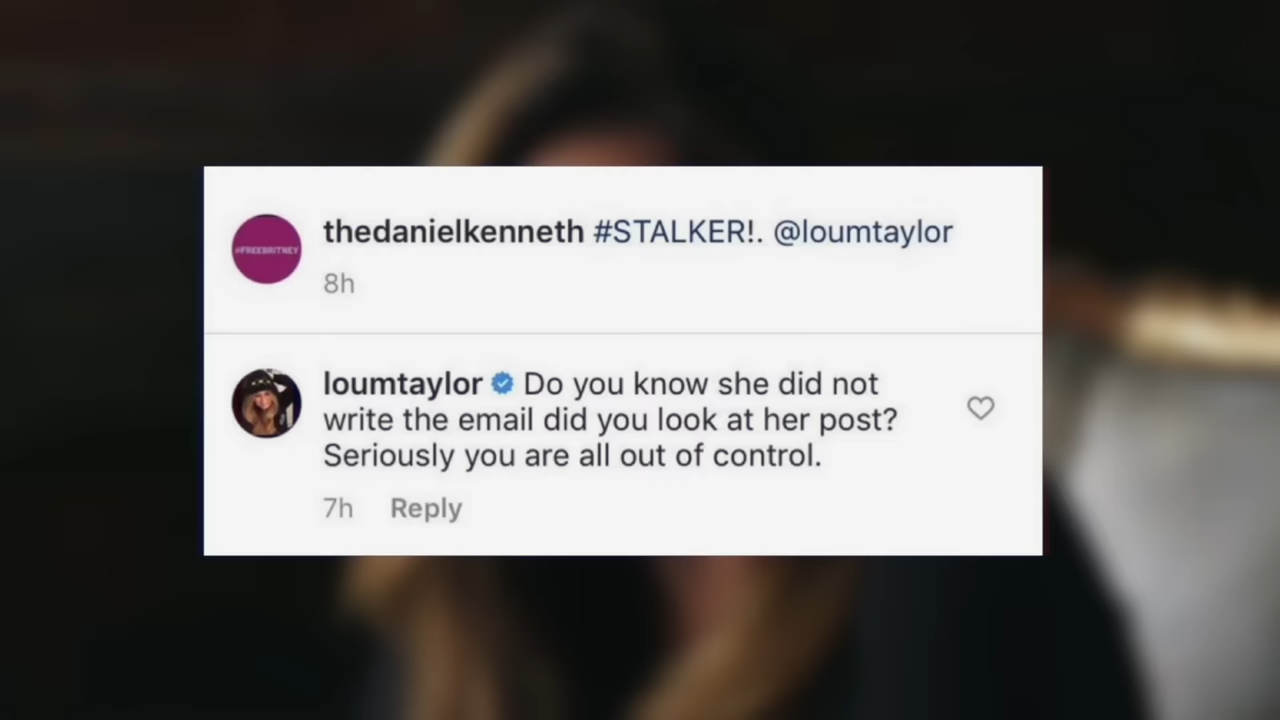 thedanielkenneth #STALKER!. @loumtaylor
#FREEBRITNEY
8h
loumtaylor Do you know she did not
write the email did you look at her post?
Seriously you are all out of control.
7h Reply